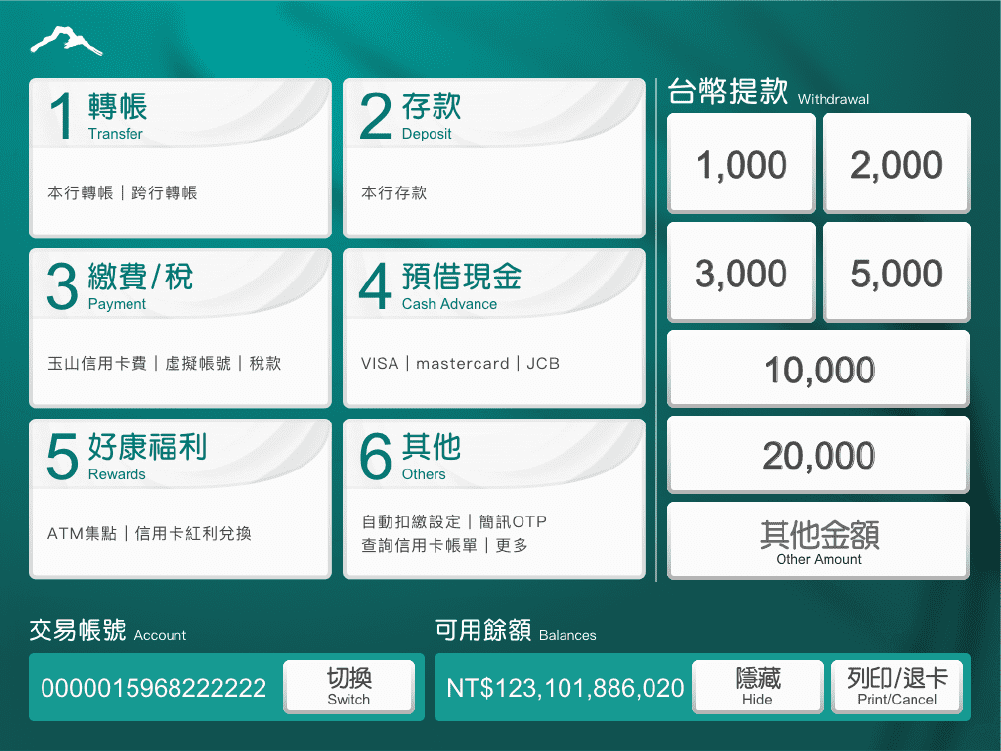 1 轉帳
Transfer
本行轉帳｜跨行轉帳
2 存款
Deposit
本行存款
3 繳費/稅
Payment
玉山信用卡費｜虛擬帳號｜稅款
4 預借現金
Cash Advance
VISA｜mastercard｜JCB
5 好康福利
Rewards
ATM集點｜信用卡紅利兌換
6 其他
Others
自動扣繳設定｜簡訊OTP
查詢信用卡帳單｜更多
台幣提款 Withdrawal
1,000
2,000
3,000
5,000
10,000
20,000
其他金額
Other Amount
交易帳號 Account
0000015968222222
切換
Switch
可用餘額 Balances
NT$123,101,886,020
隱藏
Hide
列印/退卡
Print/Cancel